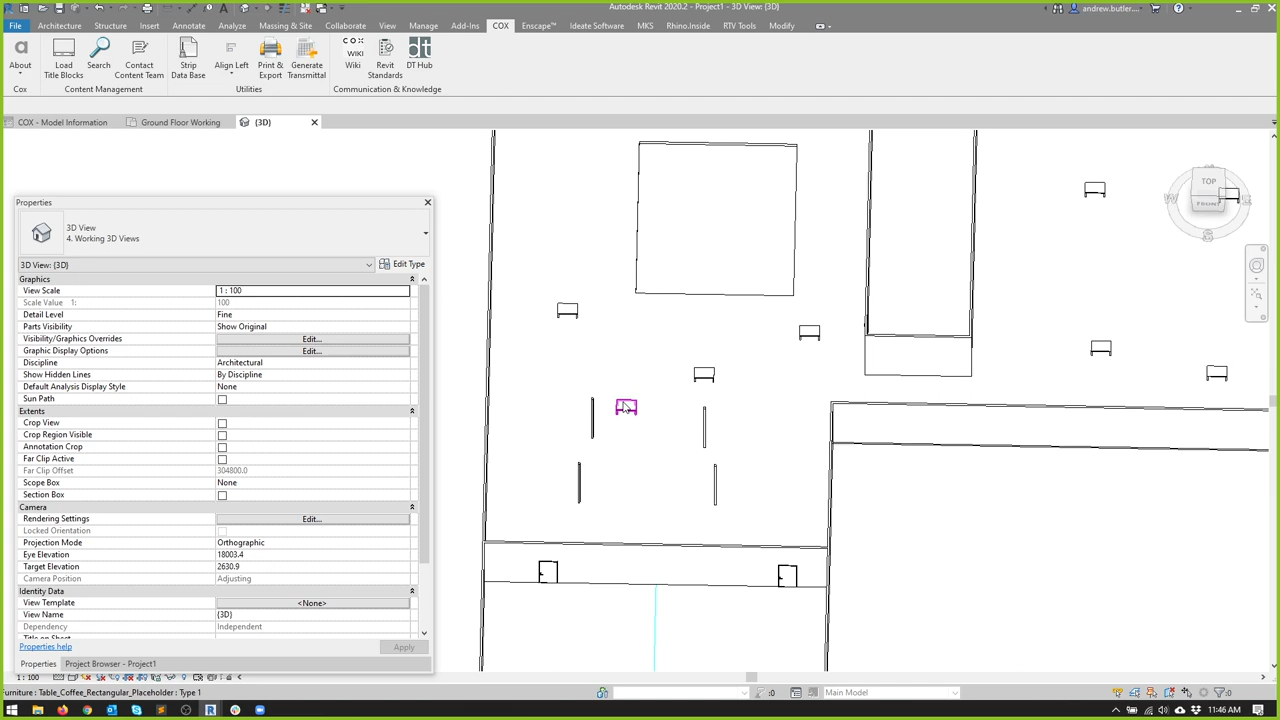 Autodesk Revit 2020.2 - Project1 - 3D View: {3D}
andrew.butler...
File Architecture Structure Insert Annotate Analyze Massing & Site Collaborate View Manage Add-Ins COX Enscape™ Ideate Software MKS Rhino.Inside RTV Tools Modify
About
Load Title Blocks
Search
Contact Content Team
Strip Data Base
Align Left
Print & Export
Generate Transmittal
COX WIKI
Wiki
Revit Standards
dt
DT Hub
Cox Content Management Utilities Communication & Knowledge
COX - Model Information Ground Floor Working {3D}
TOP
Properties
3D View
4. Working 3D Views
3D View: {3D} Edit Type
Graphics
View Scale 1 : 100
Scale Value 1: 100
Detail Level Fine
Parts Visibility Show Original
Visibility/Graphics Overrides Edit...
Graphic Display Options Edit...
Discipline Architectural
Show Hidden Lines By Discipline
Default Analysis Display Style None
Sun Path
Extents
Crop View
Crop Region Visible
Annotation Crop
Far Clip Active
Far Clip Offset 304800.0
Scope Box None
Section Box
Camera
Rendering Settings Edit...
Locked Orientation
Projection Mode Orthographic
Eye Elevation 18003.4
Target Elevation 2630.9
Camera Position Adjusting
Identity Data
View Template <None>
View Name {3D}
Dependency Independent
Title on Sheet
Properties help Apply
Properties Project Browser - Project1
1 : 100
Furniture : Table_Coffee_Rectangular_Placeholder : Type 1
:0 Main Model :0
11:46 AM